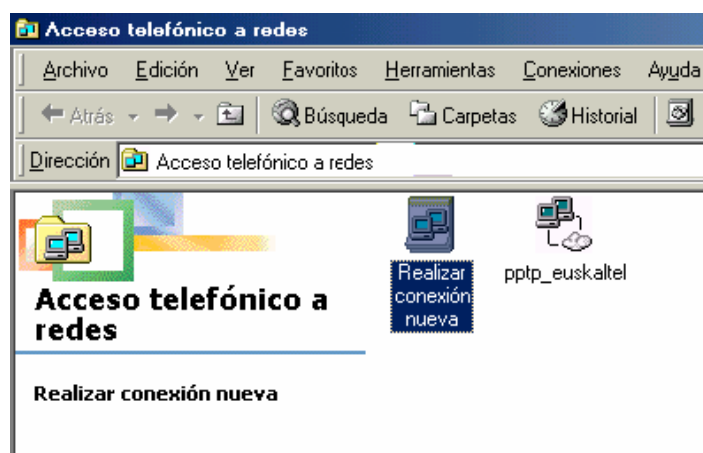 Acceso telefónico a redes
Archivo Edición Ver Favoritos Herramientas Conexiones Ayuda
Atrás Búsqueda Carpetas Historial
Dirección Acceso telefónico a redes
Realizar conexión nueva
pptp_euskaltel
Acceso telefónico a
redes
Realizar conexión nueva